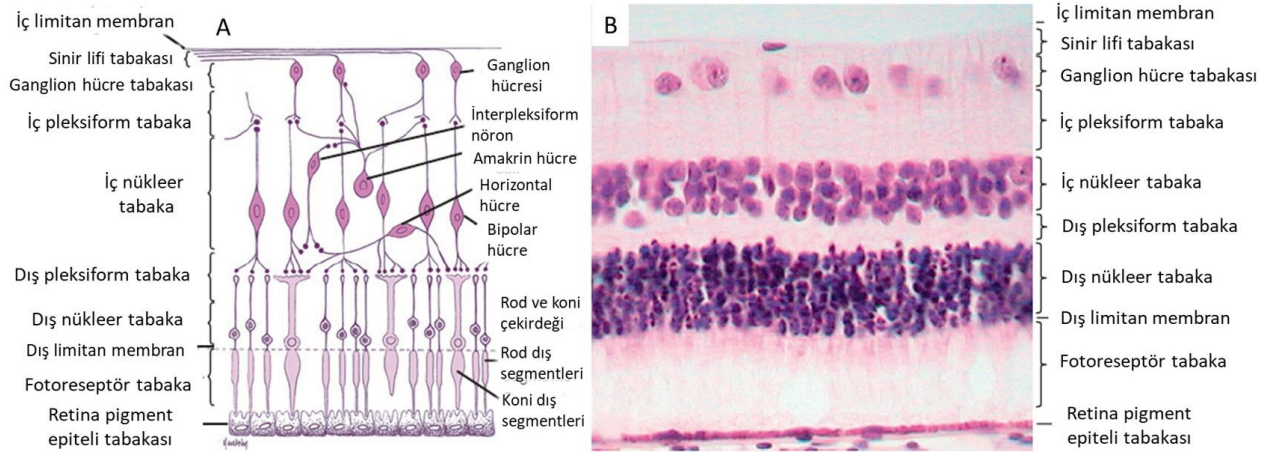 A
İç limitan membran
Sinir lifi tabakası
Ganglion hücre tabakası
İç pleksiform tabaka
İç nükleer
tabaka
Dış pleksiform tabaka
Dış nükleer tabaka
Dış limitan membran
Fotoreseptör tabaka
Retina pigment
epiteli tabakası
Ganglion
hücresi
İnterpleksiform
nöron
Amakrin hücre
Horizontal
hücre
Bipolar
hücre
Rod ve koni
çekirdeği
Rod dış
segmentleri
Koni dış
segmentleri
B
İç limitan membran
Sinir lifi tabakası
Ganglion hücre tabakası
İç pleksiform tabaka
İç nükleer tabaka
Dış pleksiform tabaka
Dış nükleer tabaka
Dış limitan membran
Fotoreseptör tabaka
Retina pigment
epiteli tabakası